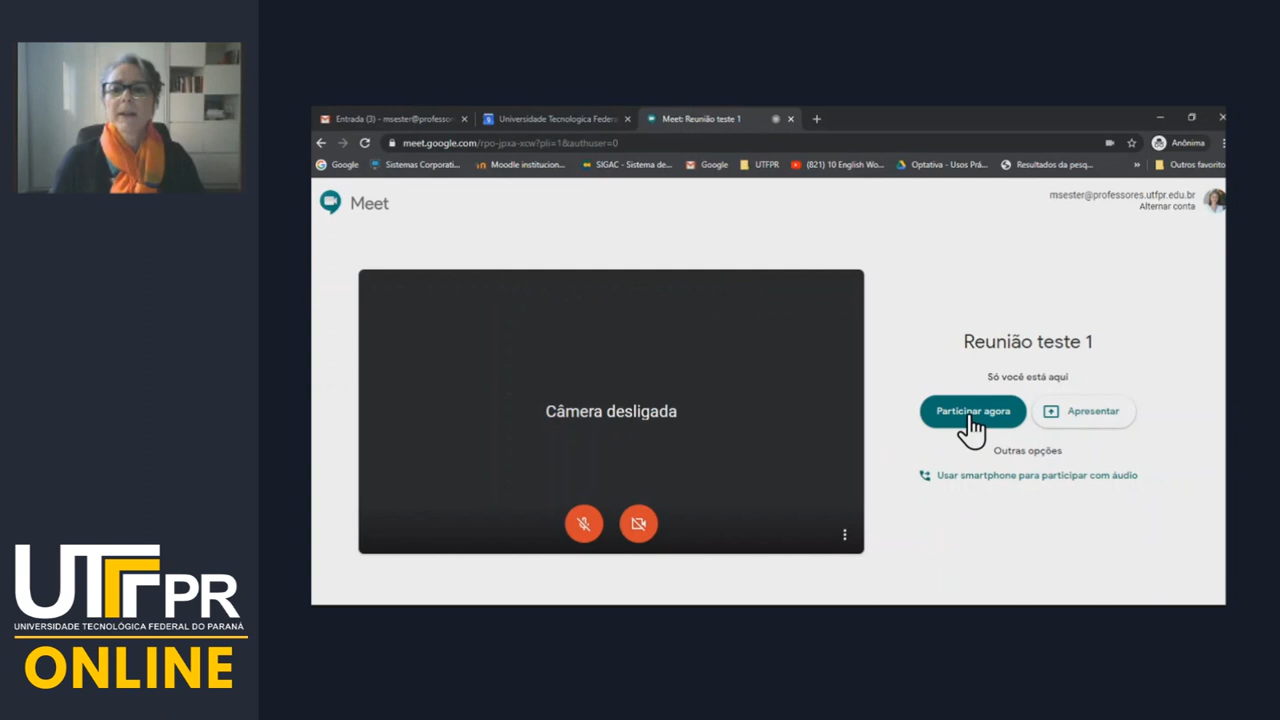 Entrada (3) - msester@professor
Universidade Tecnologica Federa
Meet: Reunião teste 1
meet.google.com/rpo-jpxa-xcw?pli=1&authuser=0
Anônima
Google
Sistemas Corporati...
Moodle institucion...
SIGAC - Sistema de...
Google
UTFPR
(821) 10 English Wo...
Optativa - Usos Prá...
Resultados da pesq...
»
Outros favorito
Meet
msester@professores.utfpr.edu.br
Alternar conta
Câmera desligada
Reunião teste 1
Só você está aqui
Participar agora
Apresentar
Outras opções
Usar smartphone para participar com áudio
UTFPR
UNIVERSIDADE TECNOLÓGICA FEDERAL DO PARANÁ
ONLINE